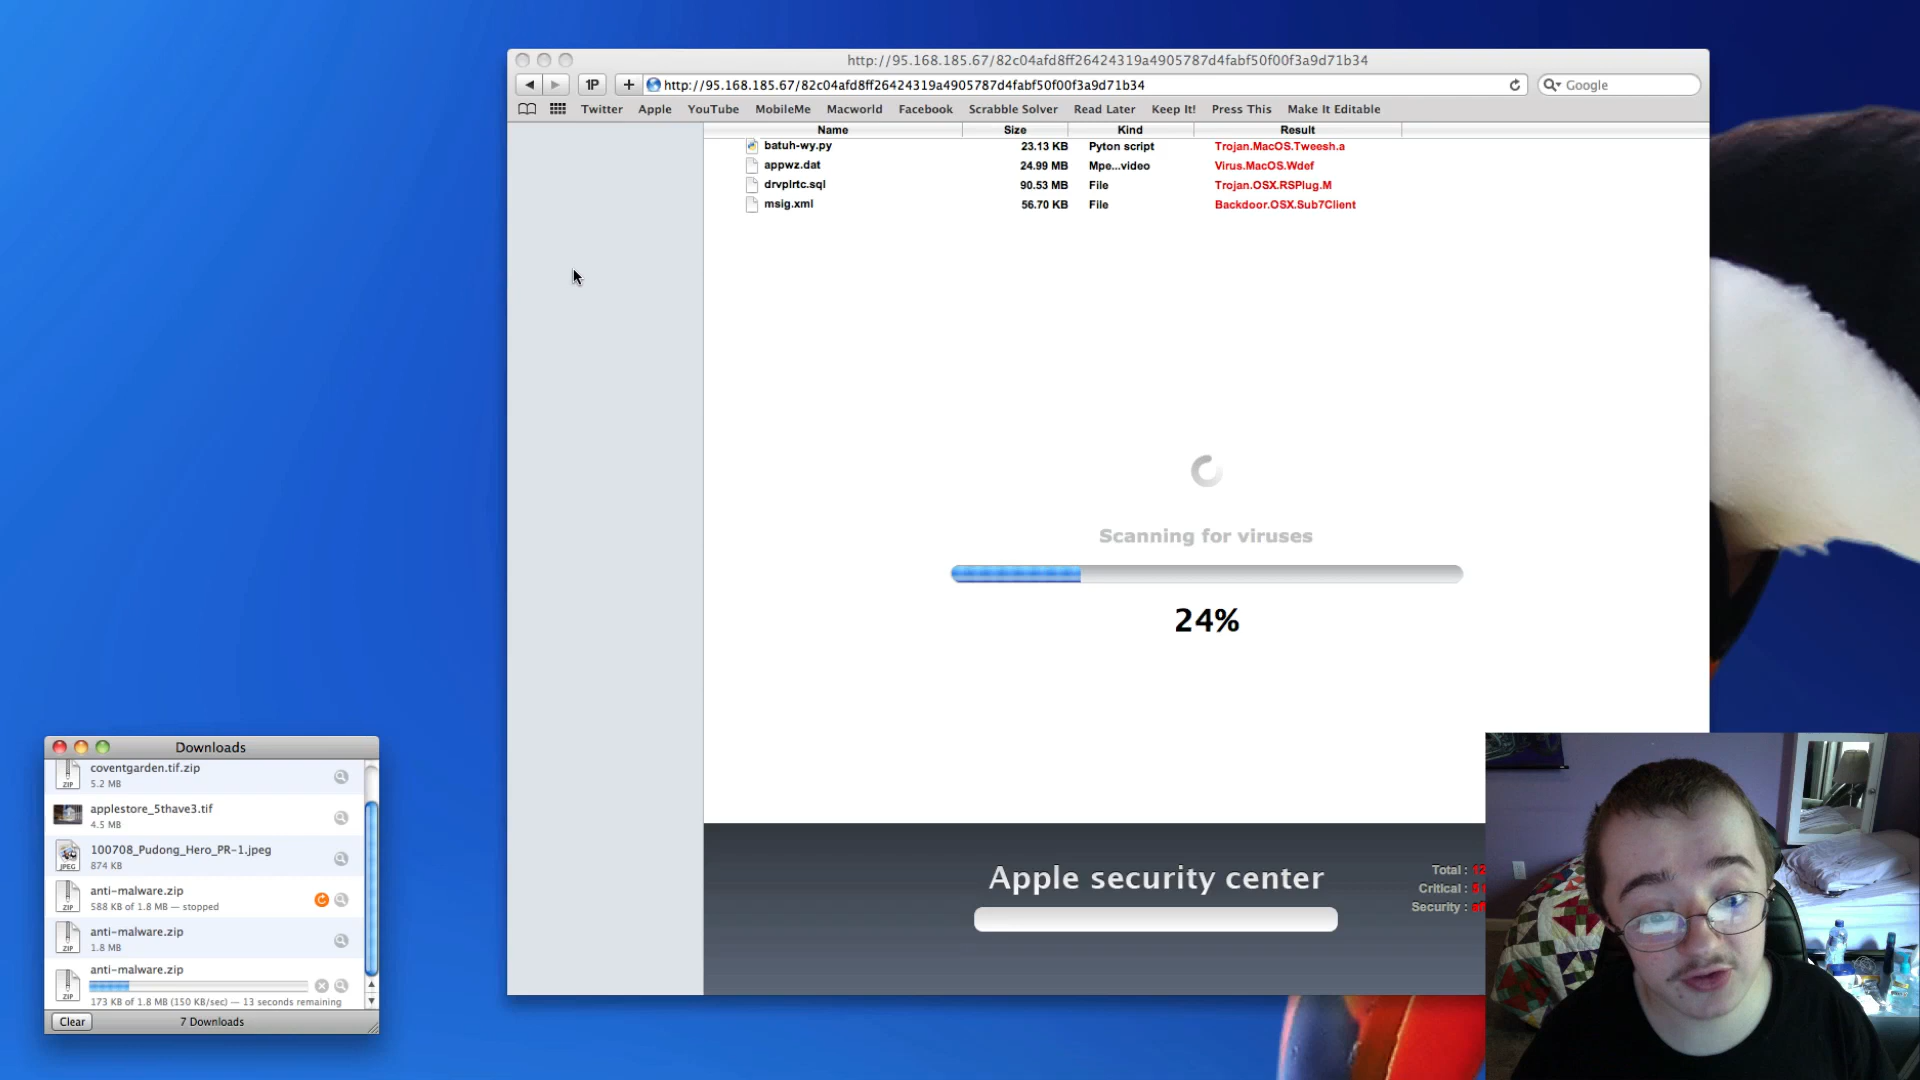 http://95.168.185.67/82c04afd8ff26424319a4905787d4fabf50f00f3a9d71b34
1P + http://95.168.185.67/82c04afd8ff26424319a4905787d4fabf50f00f3a9d71b34 Google
Twitter Apple YouTube MobileMe Macworld Facebook Scrabble Solver Read Later Keep It! Press This Make It Editable
Name Size Kind Result
batuh-wy.py 23.13 KB Pyton script Trojan.MacOS.Tweesh.a
appwz.dat 24.99 MB Mpe...video Virus.MacOS.Wdef
drvplrtc.sql 90.53 MB File Trojan.OSX.RSPlug.M
msig.xml 56.70 KB File Backdoor.OSX.Sub7Client
Scanning for viruses
24%
Apple security center
Total :
Critical :
Security :
Downloads
coventgarden.tif.zip
ZIP 5.2 MB
applestore_5thave3.tif
4.5 MB
100708_Pudong_Hero_PR-1.jpeg
JPEG 874 KB
anti-malware.zip
ZIP 588 KB of 1.8 MB — stopped
anti-malware.zip
ZIP 1.8 MB
anti-malware.zip
ZIP 173 KB of 1.8 MB (150 KB/sec) — 13 seconds remaining
Clear 7 Downloads